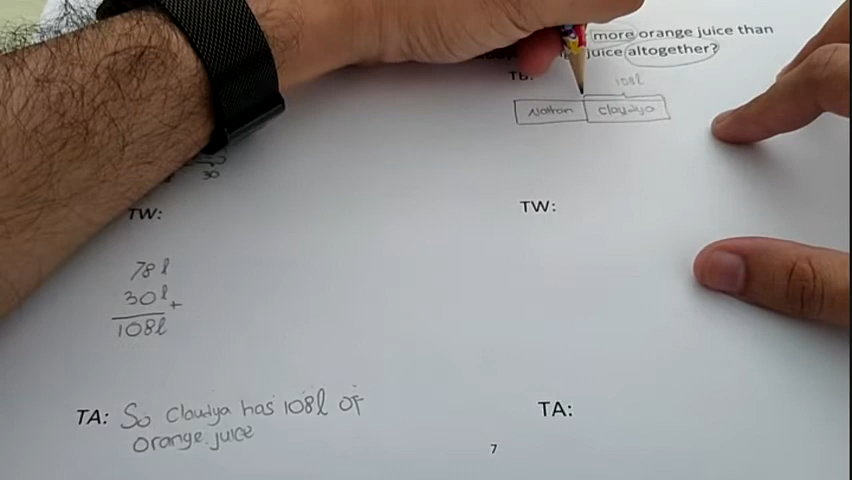 more orange juice than
juice altogether?
Tb:
108l
Nathan Claudya
30
TW:
TW:
78l
30l +
108l
TA: So Claudya has 108l of
orange juice
TA:
7